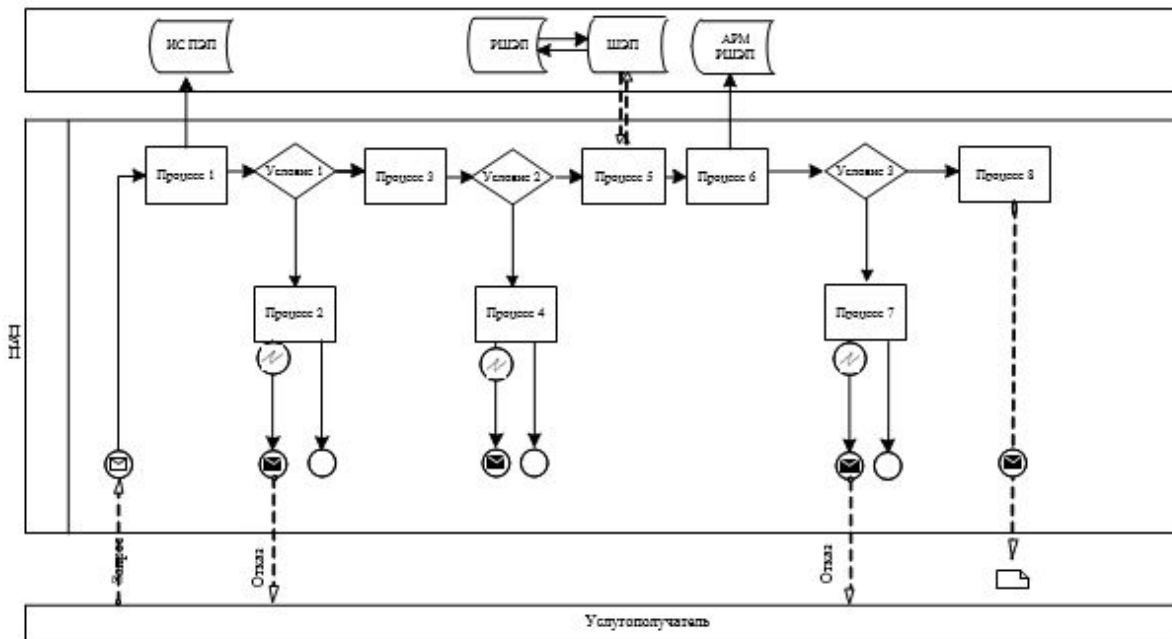 ИС ПЭП
РШЭП
ШЭП
АРМ
РШЭП
Процесс 1
Условие 1
Процесс 3
Условие 2
Процесс 5
Процесс 6
Условие 3
Процесс 8
Процесс 2
Процесс 4
Процесс 7
Запрос
Отказ
Отказ
Услугополучатель